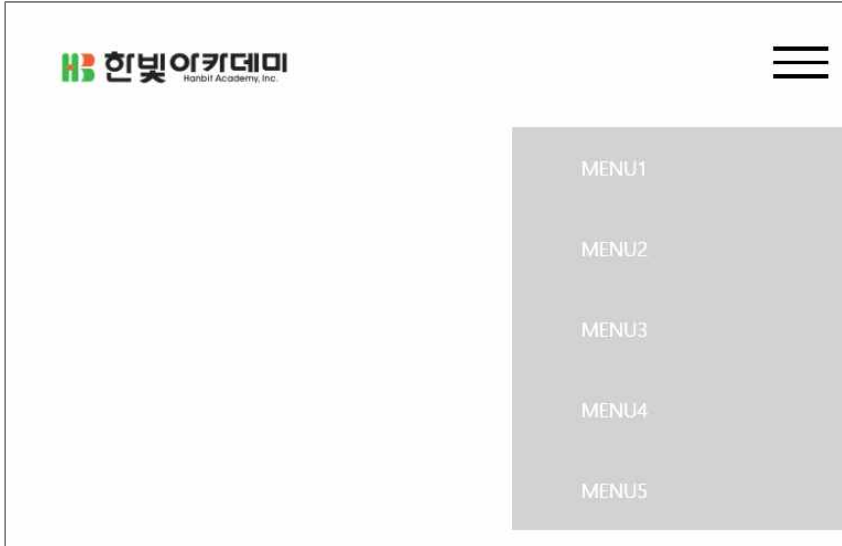 HB 한빛아카데미
Hanbit Academy, Inc.
MENU1
MENU2
MENU3
MENU4
MENU5